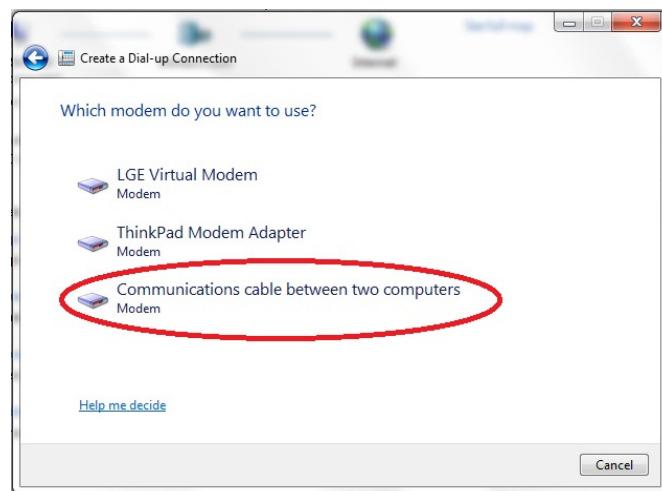 Create a Dial-up Connection
Which modem do you want to use?
LGE Virtual Modem
Modem
ThinkPad Modem Adapter
Modem
Communications cable between two computers
Modem
Help me decide
Cancel